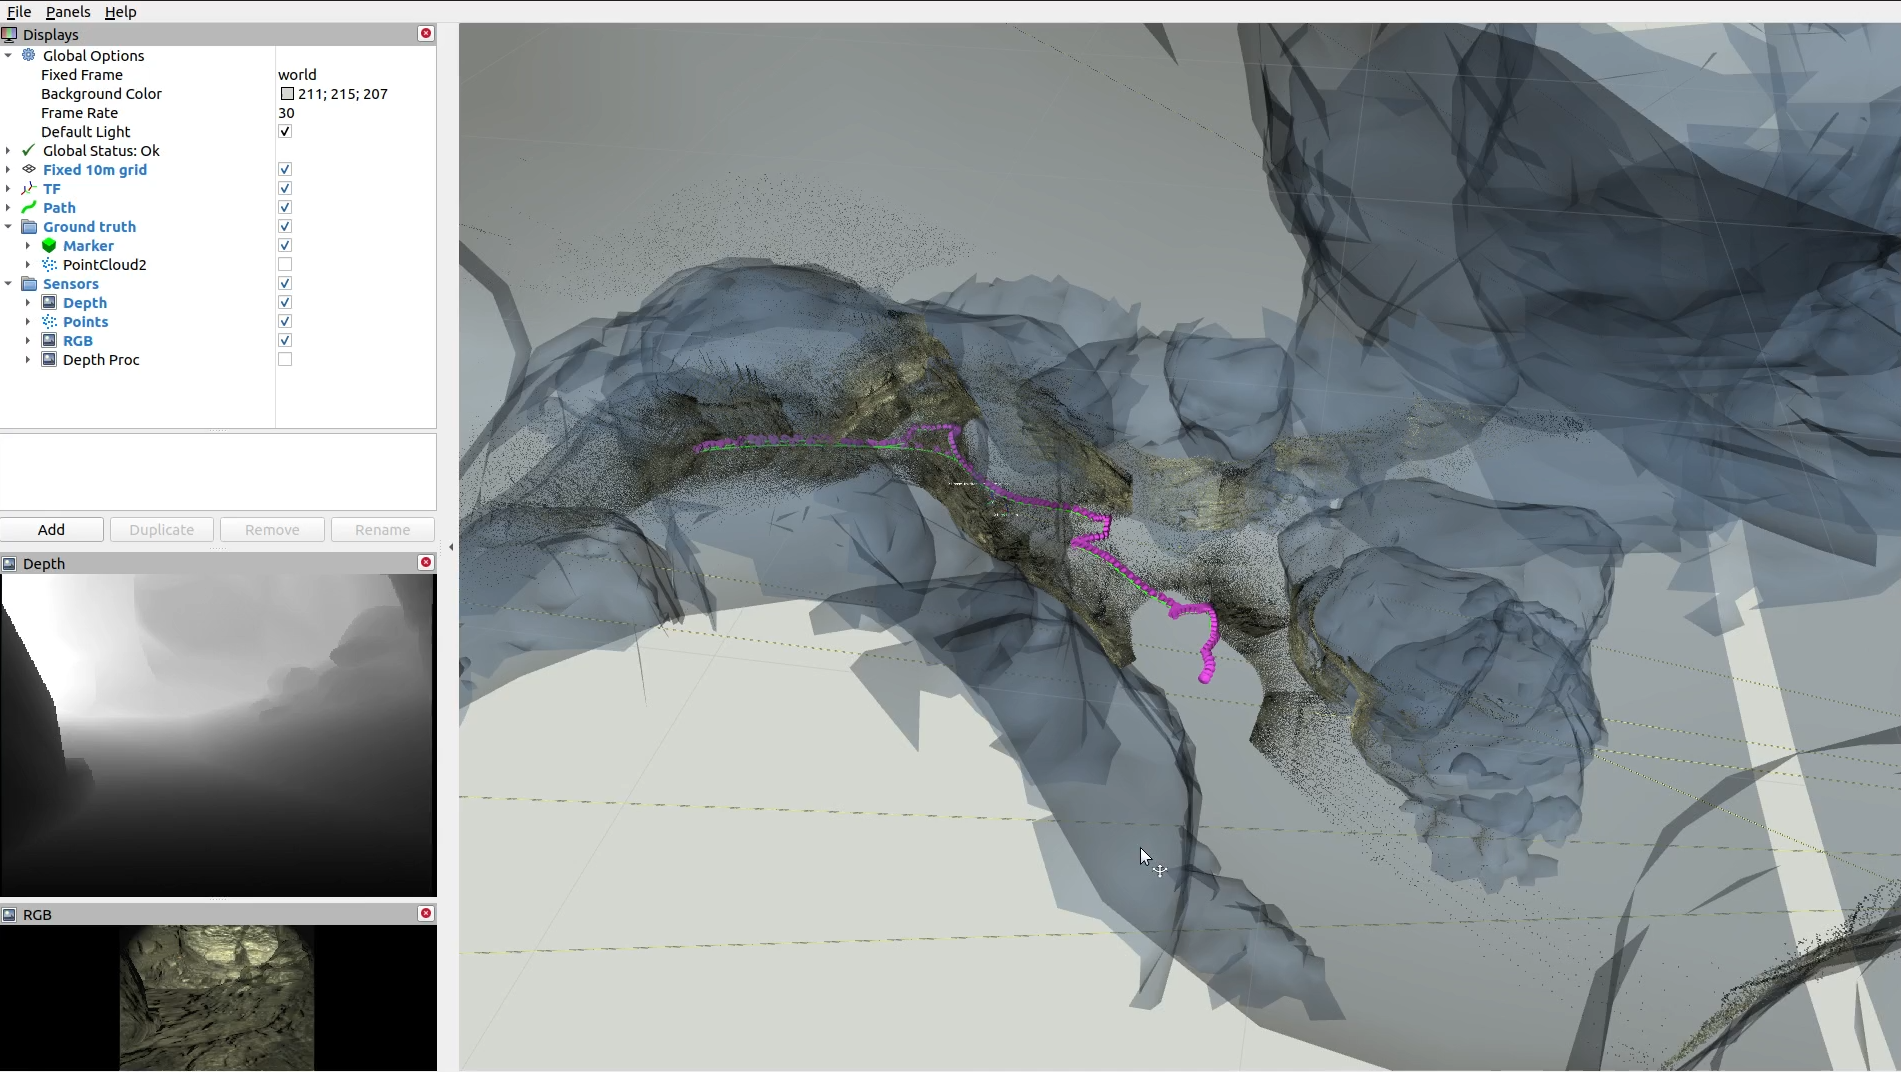 File Panels Help
Displays
Global Options
Fixed Frame world
Background Color 211; 215; 207
Frame Rate 30
Default Light
Global Status: Ok
Fixed 10m grid
TF
Path
Ground truth
Marker
PointCloud2
Sensors
Depth
Points
RGB
Depth Proc
Add Duplicate Remove Rename
Depth
RGB